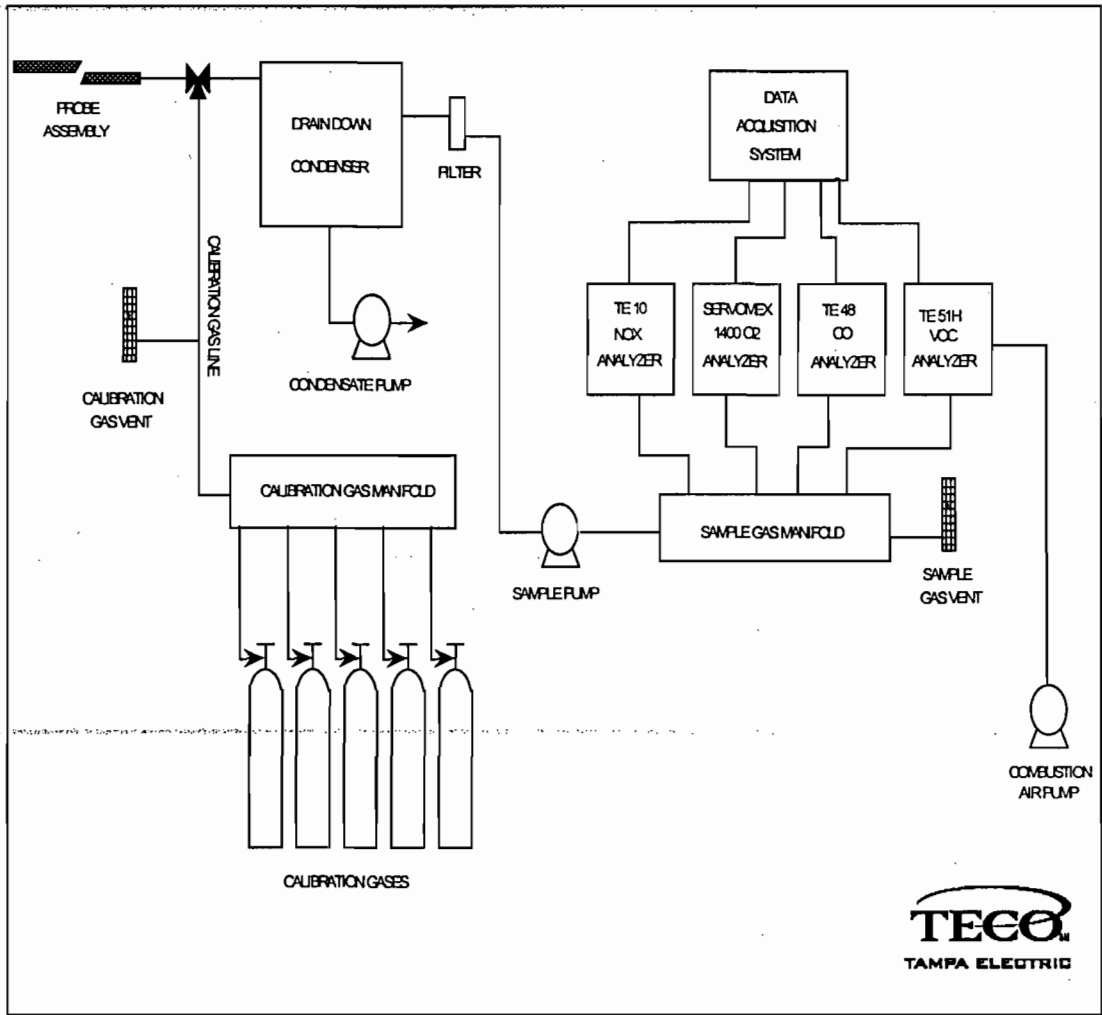 PROBE
ASSEMBLY
DRAIN DOWN
CONDENSER
FILTER
DATA
ACQUISITION
SYSTEM
CALIBRATION GAS LINE
TE 10
NOX
ANALYZER
SERVOMEX
1400 O2
ANALYZER
TE 48
CO
ANALYZER
TE 51H
VOC
ANALYZER
CALIBRATION
GAS VENT
CONDENSATE PUMP
CALIBRATION GAS MANIFOLD
SAMPLE PUMP
SAMPLE GAS MANIFOLD
SAMPLE
GAS VENT
COMBUSTION
AIR PUMP
CALIBRATION GASES
TECO
TAMPA ELECTRIC